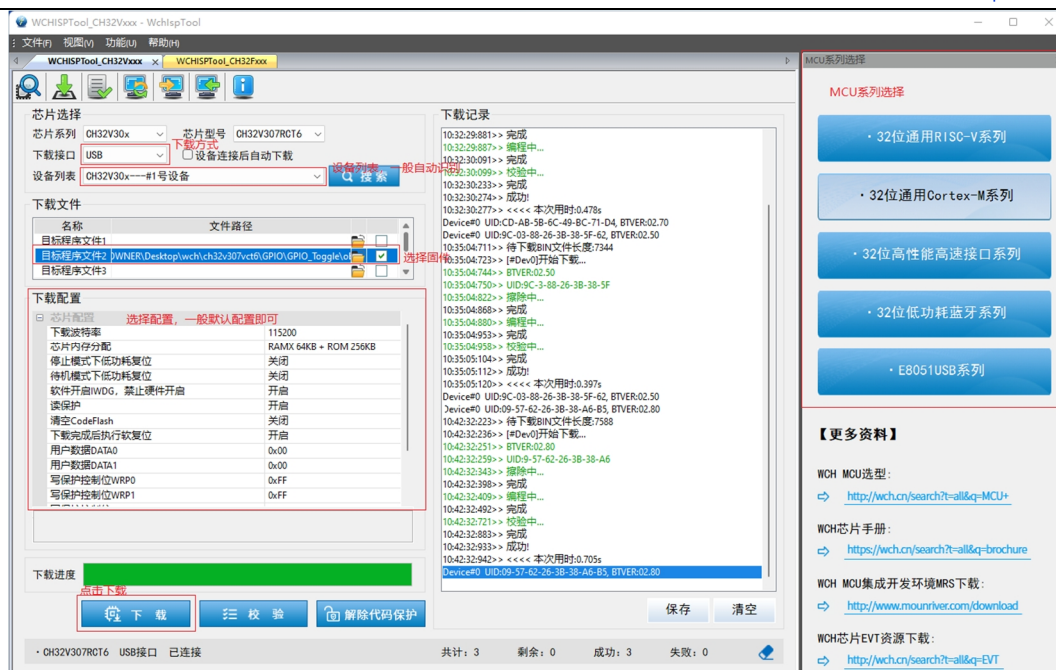 WCHISPTool_CH32Vxxx - WchIspTool
文件(F) 视图(V) 功能(U) 帮助(H)
WCHISPTool_CH32Vxxx × WCHISPTool_CH32Fxxx
芯片选择
芯片系列 CH32V30x 芯片型号 CH32V307RCT6
下载方式
下载接口 USB 设备连接后自动下载
设备列表，一般自动识别
设备列表 CH32V30x---#1号设备 搜 索
下载文件
名称 文件路径
目标程序文件1
目标程序文件2 OWNER\Desktop\wch\ch32v307vct6\GPIO\GPIO_Toggle\o 选择固件
目标程序文件3
下载配置
芯片配置 选择配置，一般默认配置即可
下载波特率 115200
芯片内存分配 RAMX 64KB + ROM 256KB
停止模式下低功耗复位 关闭
待机模式下低功耗复位 关闭
软件开启IWDG，禁止硬件开启 开启
读保护 开启
清空CodeFlash 关闭
下载完成后执行软复位 开启
用户数据DATA0 0x00
用户数据DATA1 0x00
写保护控制位WRP0 0xFF
写保护控制位WRP1 0xFF
下载进度
点击下载
下 载 校 验 解除代码保护
· CH32V307RCT6 USB接口 已连接
下载记录
10:32:29:881>> 完成
10:32:29:887>> 编程中...
10:32:30:091>> 完成
10:32:30:099>> 校验中...
10:32:30:233>> 完成
10:32:30:274>> 成功!
10:32:30:277>> <<<< 本次用时:0.478s
Device#0 UID:CD-AB-5B-6C-49-BC-71-D4, BTVER:02.70
Device#0 UID:9C-03-88-26-3B-38-5F-62, BTVER:02.50
10:35:04:711>> 待下载BIN文件长度:7344
10:35:04:723>> [#Dev0]开始下载...
10:35:04:744>> BTVER:02.50
10:35:04:750>> UID:9C-3-88-26-3B-38-5F
10:35:04:822>> 擦除中...
10:35:04:868>> 完成
10:35:04:880>> 编程中...
10:35:04:953>> 完成
10:35:04:958>> 校验中...
10:35:05:104>> 完成
10:35:05:112>> 成功!
10:35:05:120>> <<<< 本次用时:0.397s
Device#0 UID:9C-03-88-26-3B-38-5F-62, BTVER:02.50
Device#0 UID:09-57-62-26-3B-38-A6-B5, BTVER:02.80
10:42:32:223>> 待下载BIN文件长度:7588
10:42:32:236>> [#Dev0]开始下载...
10:42:32:251>> BTVER:02.80
10:42:32:259>> UID:9-57-62-26-3B-38-A6
10:42:32:343>> 擦除中...
10:42:32:398>> 完成
10:42:32:409>> 编程中...
10:42:32:492>> 完成
10:42:32:721>> 校验中...
10:42:32:883>> 完成
10:42:32:933>> 成功!
10:42:32:942>> <<<< 本次用时:0.705s
Device#0 UID:09-57-62-26-3B-38-A6-B5, BTVER:02.80
保存 清空
共计: 3 剩余: 0 成功: 3 失败: 0
MCU系列选择
MCU系列选择
· 32位通用RISC-V系列
· 32位通用Cortex-M系列
· 32位高性能高速接口系列
· 32位低功耗蓝牙系列
· E8051USB系列
【更多资料】
WCH MCU选型:
http://wch.cn/search?t=all&q=MCU+
WCH芯片手册:
https://wch.cn/search?t=all&q=brochure
WCH MCU集成开发环境MRS下载:
http://www.mounriver.com/download
WCH芯片EVT资源下载:
http://wch.cn/search?t=all&q=EVT